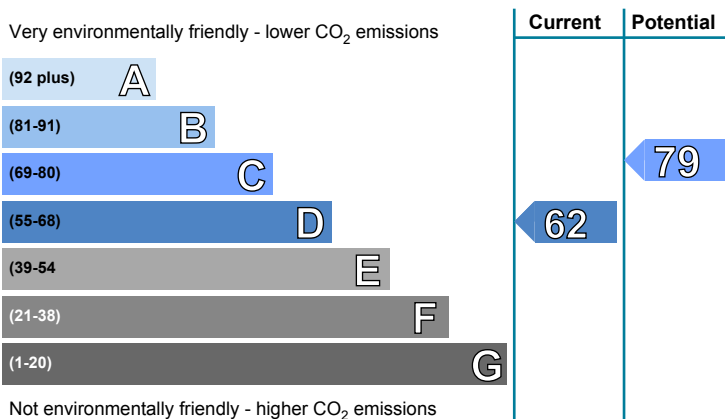 Current Potential
Very environmentally friendly - lower CO2 emissions
(92 plus) A
(81-91) B
(69-80) C
79
(55-68) D
62
(39-54 E
(21-38) F
(1-20) G
Not environmentally friendly - higher CO2 emissions